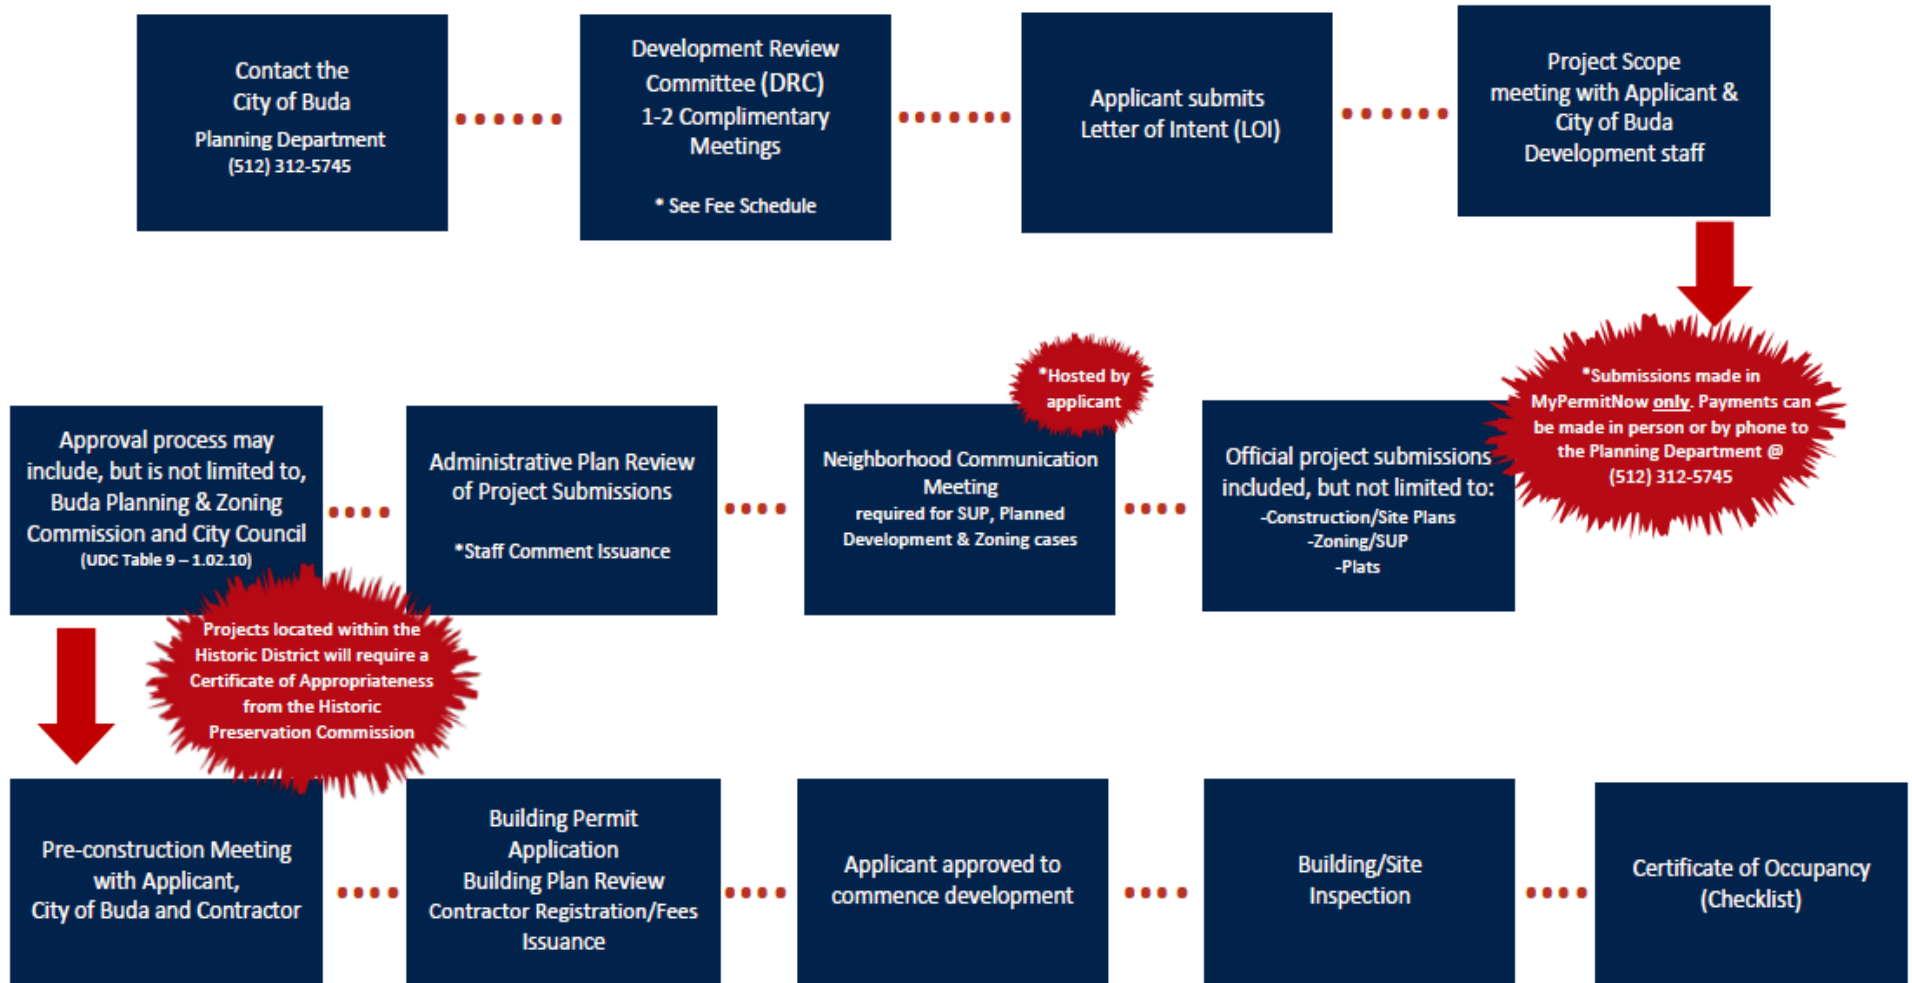 Contact the
City of Buda
Planning Department
(512) 312-5745
Development Review
Committee (DRC)
1-2 Complimentary
Meetings
* See Fee Schedule
Applicant submits
Letter of Intent (LOI)
Project Scope
meeting with Applicant &
City of Buda
Development staff
*Submissions made in
MyPermitNow only. Payments can
be made in person or by phone to
the Planning Department @
(512) 312-5745
Official project submissions
included, but not limited to:
-Construction/Site Plans
-Zoning/SUP
-Plats
*Hosted by
applicant
Neighborhood Communication
Meeting
required for SUP, Planned
Development & Zoning cases
Administrative Plan Review
of Project Submissions
*Staff Comment Issuance
Approval process may
include, but is not limited to,
Buda Planning & Zoning
Commission and City Council
(UDC Table 9 – 1.02.10)
Projects located within the
Historic District will require a
Certificate of Appropriateness
from the Historic
Preservation Commission
Pre-construction Meeting
with Applicant,
City of Buda and Contractor
Building Permit
Application
Building Plan Review
Contractor Registration/Fees
Issuance
Applicant approved to
commence development
Building/Site
Inspection
Certificate of Occupancy
(Checklist)